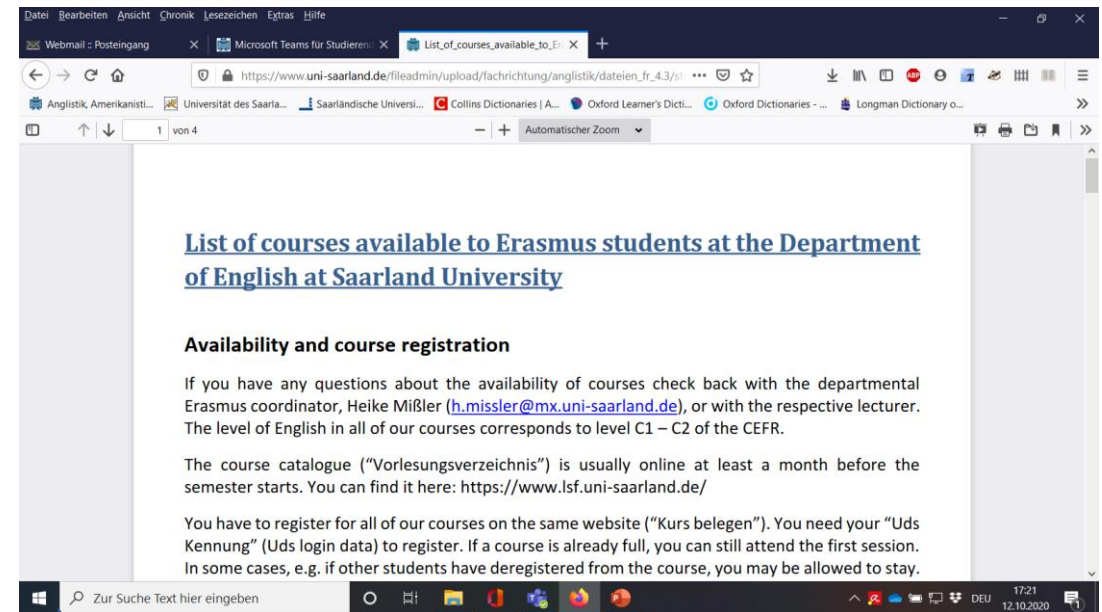 Datei Bearbeiten Ansicht Chronik Lesezeichen Extras Hilfe
Webmail :: Posteingang
Microsoft Teams für Studierend
List_of_courses_available_to_Er
https://www.uni-saarland.de/fileadmin/upload/fachrichtung/anglistik/dateien_fr_4.3/st
Anglistik, Amerikanisti... Universität des Saarla... Saarländische Universi... Collins Dictionaries | A... Oxford Learner's Dicti... Oxford Dictionaries - ... Longman Dictionary o...
1 von 4 Automatischer Zoom
List of courses available to Erasmus students at the Department
of English at Saarland University
Availability and course registration
If you have any questions about the availability of courses check back with the departmental
Erasmus coordinator, Heike Mißler (h.missler@mx.uni-saarland.de), or with the respective lecturer.
The level of English in all of our courses corresponds to level C1 – C2 of the CEFR.
The course catalogue (“Vorlesungsverzeichnis”) is usually online at least a month before the
semester starts. You can find it here: https://www.lsf.uni-saarland.de/
You have to register for all of our courses on the same website (“Kurs belegen”). You need your “Uds
Kennung” (Uds login data) to register. If a course is already full, you can still attend the first session.
In some cases, e.g. if other students have deregistered from the course, you may be allowed to stay.
Zur Suche Text hier eingeben
DEU
17:21
12.10.2020